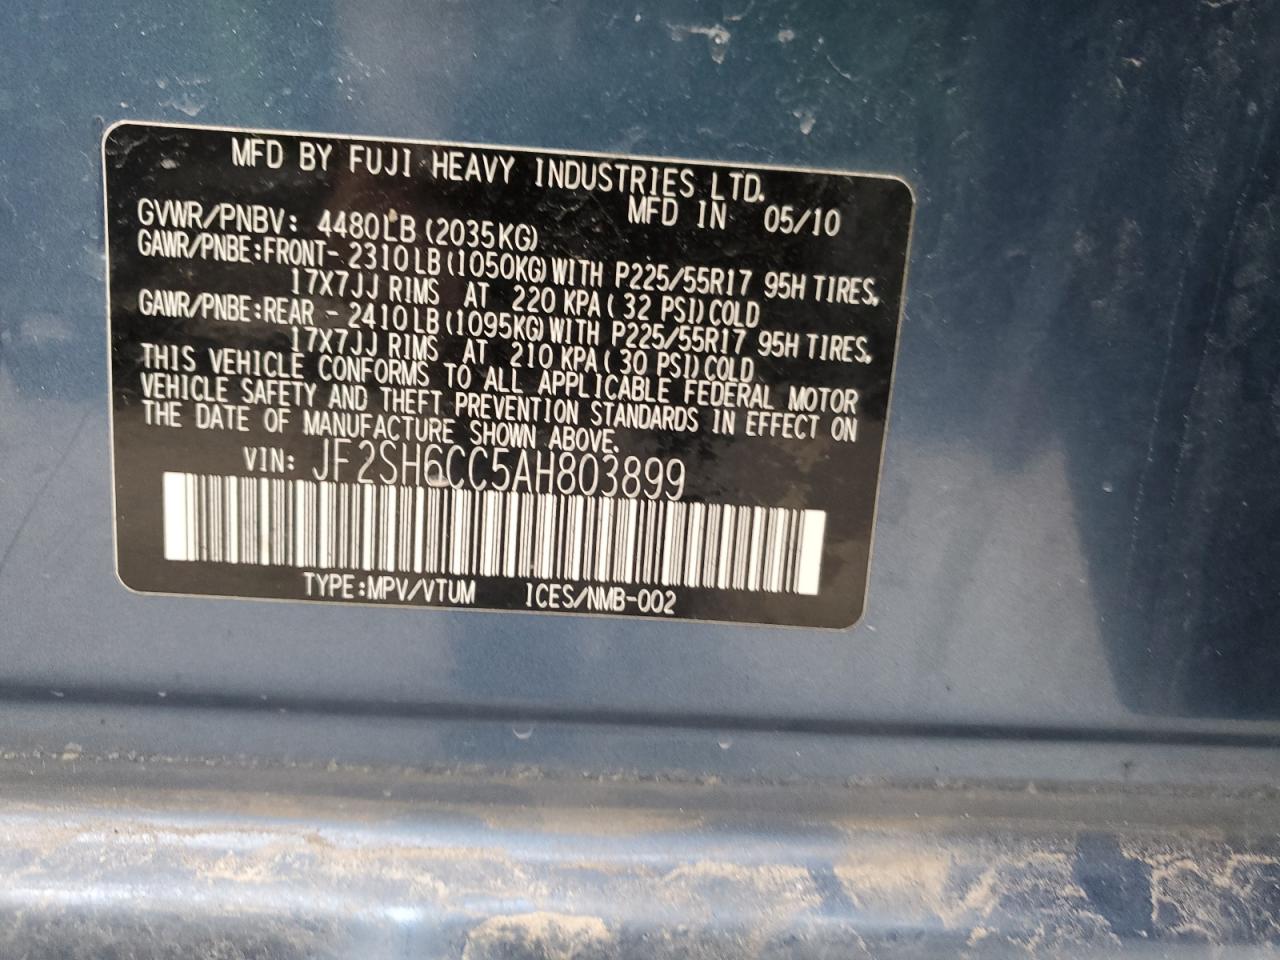 MFD BY FUJI HEAVY INDUSTRIES LTD.
MFD IN 05/10
GVWR/PNBV: 4480LB (2035KG)
GAWR/PNBE:FRONT- 2310LB(1050KG)WITH P225/55R17 95H TIRES,
17X7JJ RIMS AT 220 KPA( 32 PSI)COLD
GAWR/PNBE:REAR - 2410LB(1095KG)WITH P225/55R17 95H TIRES,
17X7JJ RIMS AT 210 KPA( 30 PSI)COLD
THIS VEHICLE CONFORMS TO ALL APPLICABLE FEDERAL MOTOR
VEHICLE SAFETY AND THEFT PREVENTION STANDARDS IN EFFECT ON
THE DATE OF MANUFACTURE SHOWN ABOVE.
VIN: JF2SH6CC5AH803899
TYPE:MPV/VTUM ICES/NMB-002